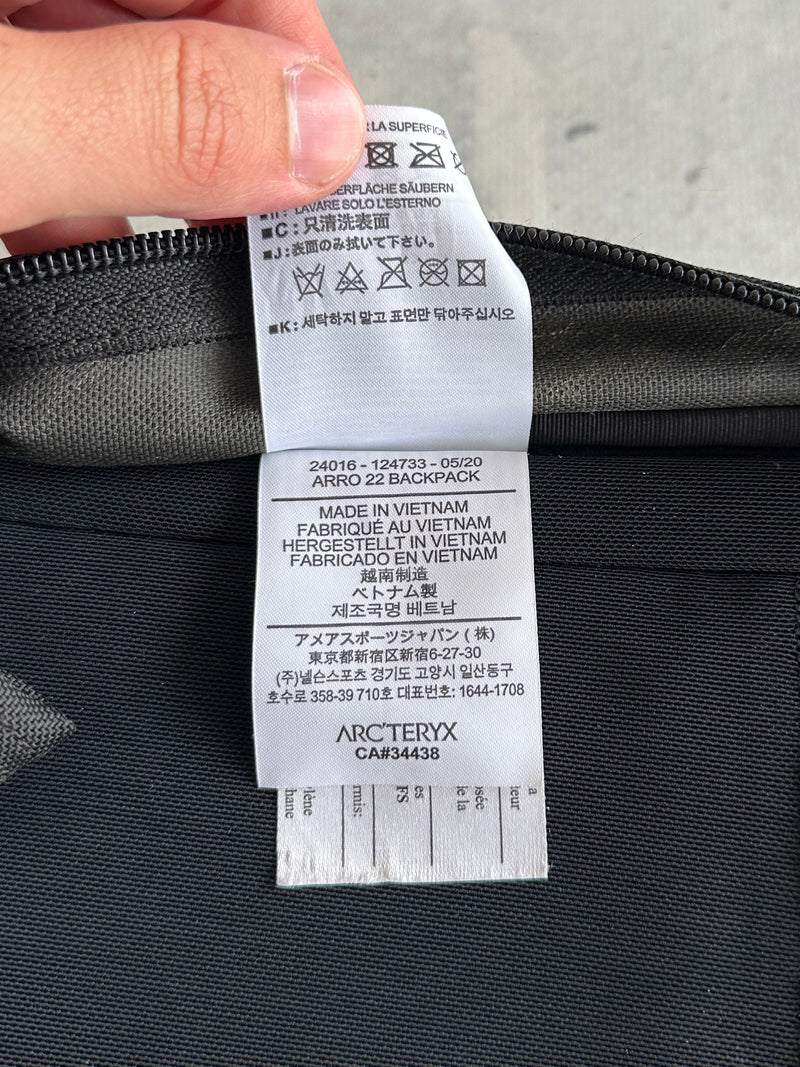 LA SUPERFICIE
OBERFLÄCHE SÄUBERN
LAVARE SOLO L'ESTERNO
■C : 只清洗表面
■J : 表面のみ拭いて下さい。
■K : 세탁하지 말고 표면만 닦아주십시오
24016 - 124733 - 05/20
ARRO 22 BACKPACK
MADE IN VIETNAM
FABRIQUÉ AU VIETNAM
HERGESTELLT IN VIETNAM
FABRICADO EN VIETNAM
越南制造
ベトナム製
제조국명 베트남
アメアスポーツジャパン ( 株)
東京都新宿区新宿6-27-30
(주)넬슨스포츠 경기도 고양시 일산동구
호수로 358-39 710호 대표번호: 1644-1708
ARC'TERYX
CA#34438